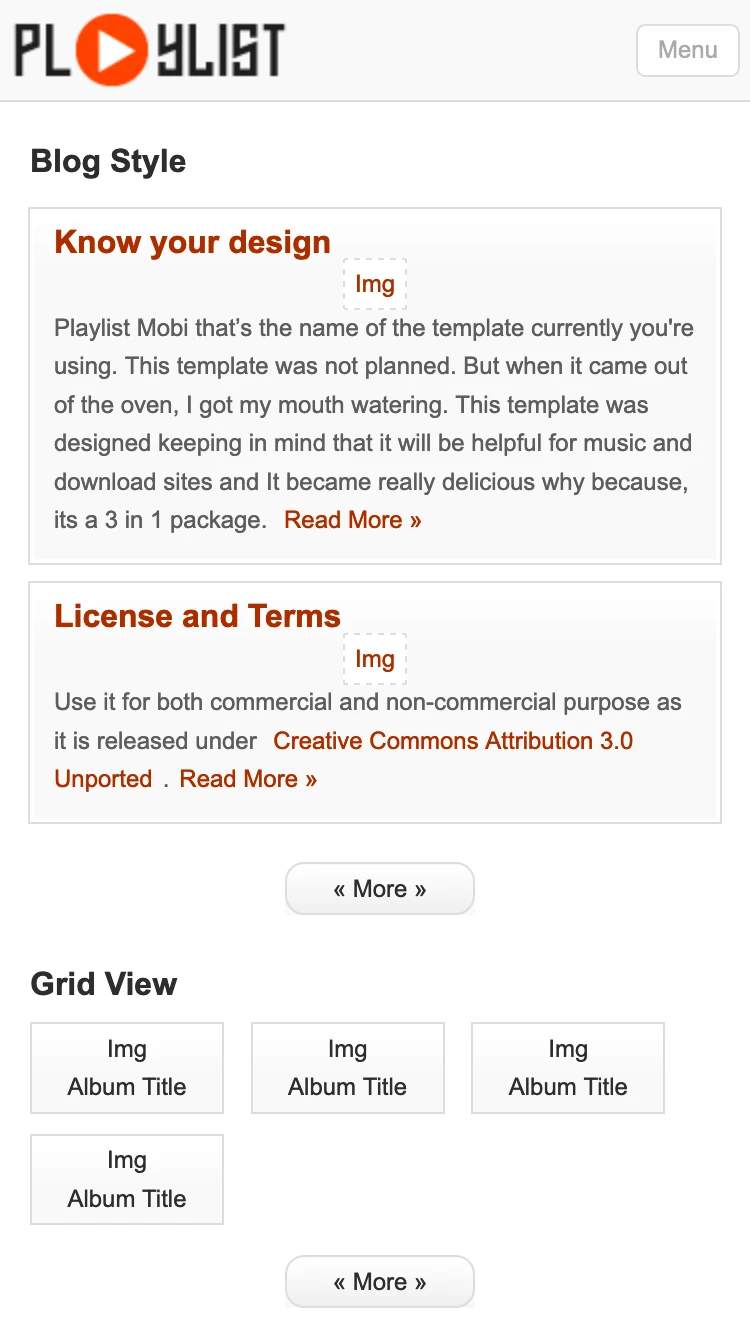 PLAYLIST
Menu
Blog Style
Know your design
Img
Playlist Mobi that’s the name of the template currently you're
using. This template was not planned. But when it came out
of the oven, I got my mouth watering. This template was
designed keeping in mind that it will be helpful for music and
download sites and It became really delicious why because,
its a 3 in 1 package. Read More »
License and Terms
Img
Use it for both commercial and non-commercial purpose as
it is released under Creative Commons Attribution 3.0
Unported . Read More »
« More »
Grid View
Img
Album Title
Img
Album Title
Img
Album Title
Img
Album Title
« More »